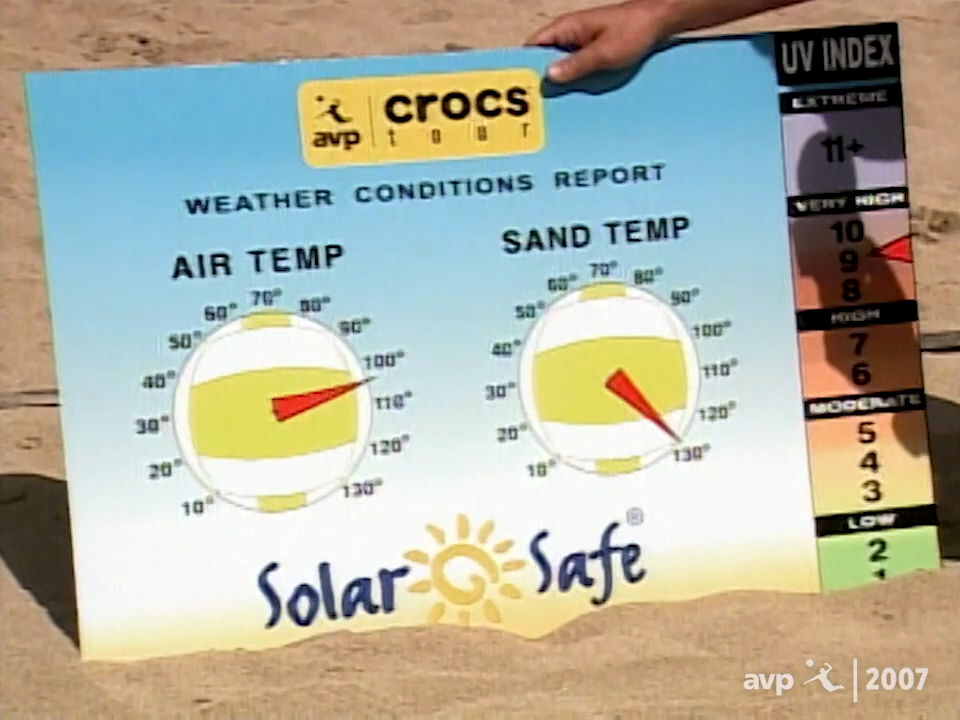 avp crocs
tour
WEATHER CONDITIONS REPORT
AIR TEMP
10° 20° 30° 40° 50° 60° 70° 80° 90° 100° 110° 120° 130°
SAND TEMP
10° 20° 30° 40° 50° 60° 70° 80° 90° 100° 110° 120° 130°
Solar Safe®
UV INDEX
EXTREME
11+
VERY HIGH
10
9
8
HIGH
7
6
MODERATE
5
4
3
LOW
2
1
avp | 2007